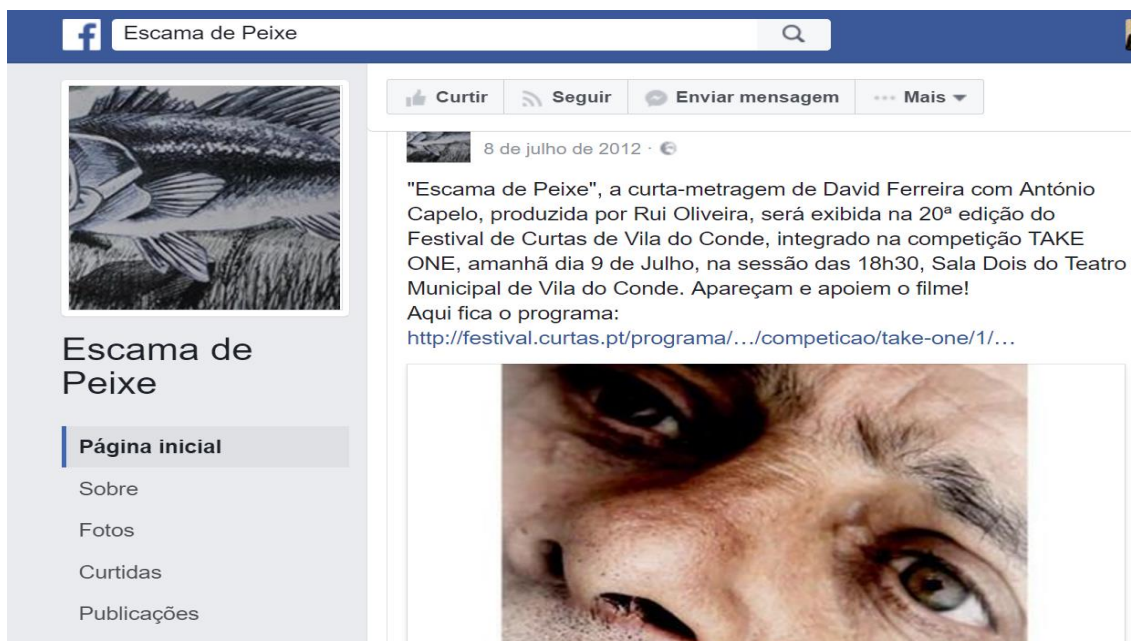 f Escama de Peixe
Curtir Seguir Enviar mensagem Mais
8 de julho de 2012 ·
"Escama de Peixe", a curta-metragem de David Ferreira com António
Capelo, produzida por Rui Oliveira, será exibida na 20ª edição do
Festival de Curtas de Vila do Conde, integrado na competição TAKE
ONE, amanhã dia 9 de Julho, na sessão das 18h30, Sala Dois do Teatro
Municipal de Vila do Conde. Apareçam e apoiem o filme!
Aqui fica o programa:
http://festival.curtas.pt/programa/…/competicao/take-one/1/…
Escama de
Peixe
Página inicial
Sobre
Fotos
Curtidas
Publicações